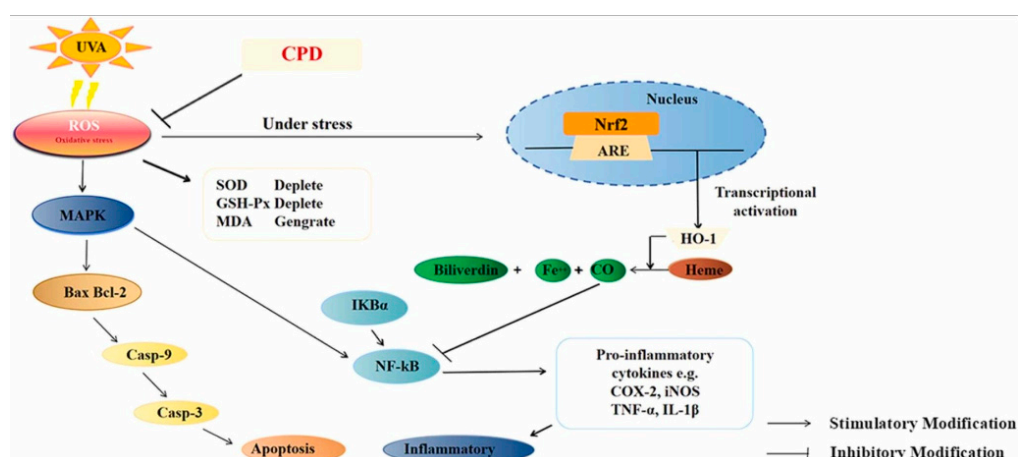 UVA
CPD
ROS
Oxidative stress
Under stress
Nucleus
Nrf2
ARE
SOD Deplete
GSH-Px Deplete
MDA Gengrate
Transcriptional
activation
MAPK
HO-1
Biliverdin + Fe⁺⁺ + CO
Heme
Bax Bcl-2
IKBα
Casp-9
NF-kB
Pro-inflammatory
cytokines e.g.
COX-2, iNOS
TNF-α, IL-1β
Casp-3
Stimulatory Modification
Apoptosis
Inflammatory
Inhibitory Modification